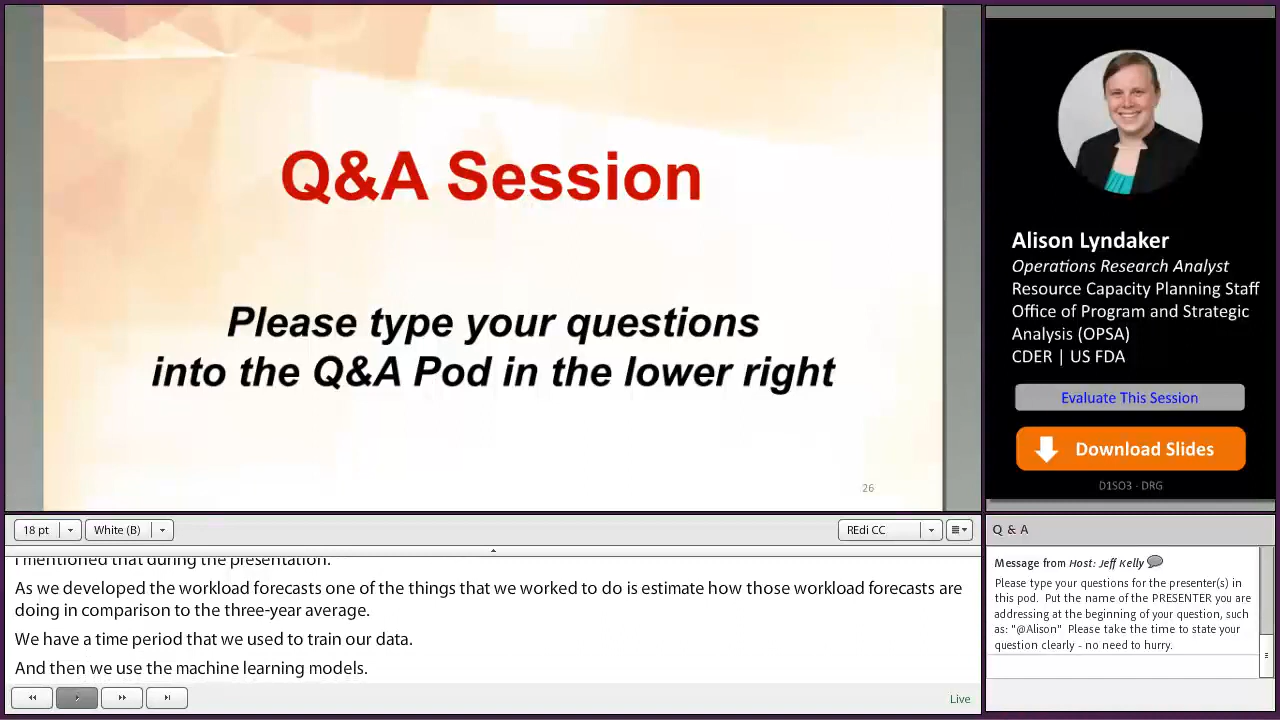 Q&A Session
Please type your questions
into the Q&A Pod in the lower right
26
Alison Lyndaker
Operations Research Analyst
Resource Capacity Planning Staff
Office of Program and Strategic
Analysis (OPSA)
CDER | US FDA
Evaluate This Session
Download Slides
D1SO3 - DRG
18 pt
White (B)
REdi CC
I mentioned that during the presentation.
As we developed the workload forecasts one of the things that we worked to do is estimate how those workload forecasts are
doing in comparison to the three-year average.
We have a time period that we used to train our data.
And then we use the machine learning models.
Live
Q & A
Message from Host: Jeff Kelly
Please type your questions for the presenter(s) in
this pod. Put the name of the PRESENTER you are
addressing at the beginning of your question, such
as: "@Alison" Please take the time to state your
question clearly - no need to hurry.